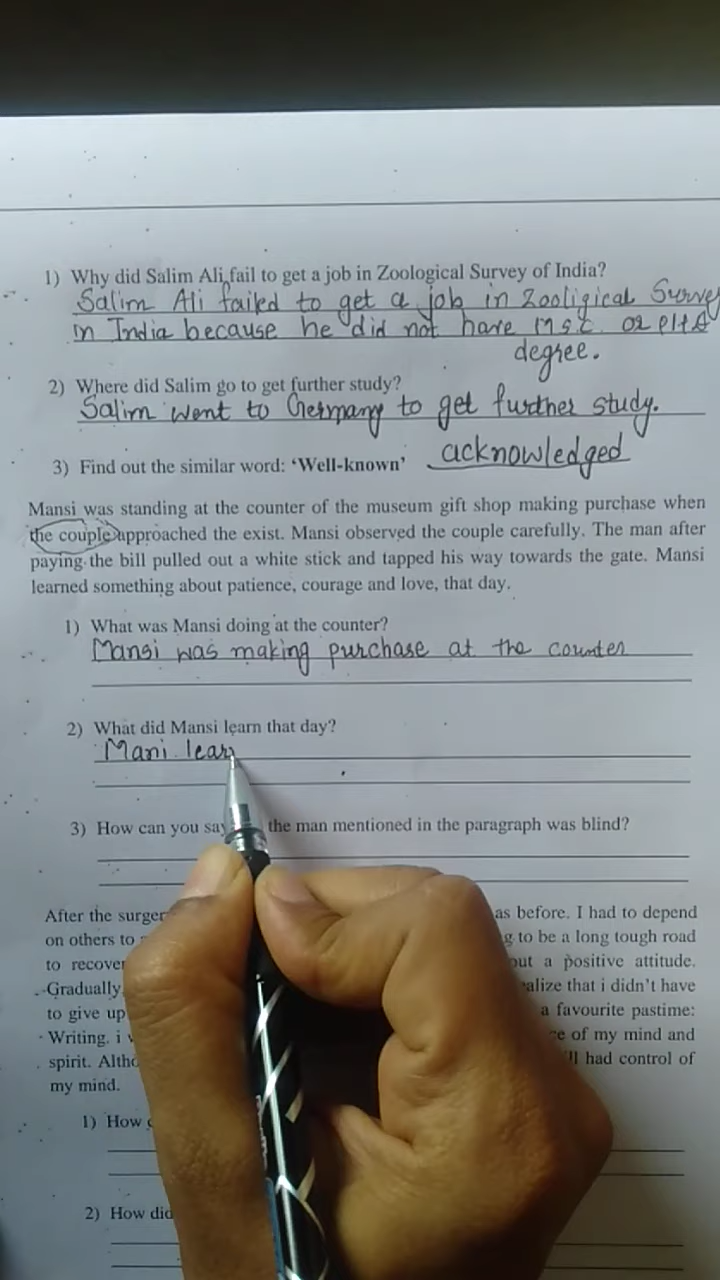 1) Why did Salim Ali fail to get a job in Zoological Survey of India?
Salim Ali failed to get a job in Zooligical Survey
in India because he did not have M.S.C. or PHd
degree.
2) Where did Salim go to get further study?
Salim went to Germany to get further study.
3) Find out the similar word: ‘Well-known’ acknowledged
Mansi was standing at the counter of the museum gift shop making purchase when
the couple approached the exist. Mansi observed the couple carefully. The man after
paying the bill pulled out a white stick and tapped his way towards the gate. Mansi
learned something about patience, courage and love, that day.
1) What was Mansi doing at the counter?
Mansi was making purchase at the counter
2) What did Mansi learn that day?
Mani lear
3) How can you say the man mentioned in the paragraph was blind?
After the surger as before. I had to depend
on others to g to be a long tough road
to recover out a positive attitude.
Gradually, alize that i didn't have
to give up a favourite pastime:
Writing. i ce of my mind and
spirit. Altho ll had control of
my mind.
1) How
2) How did